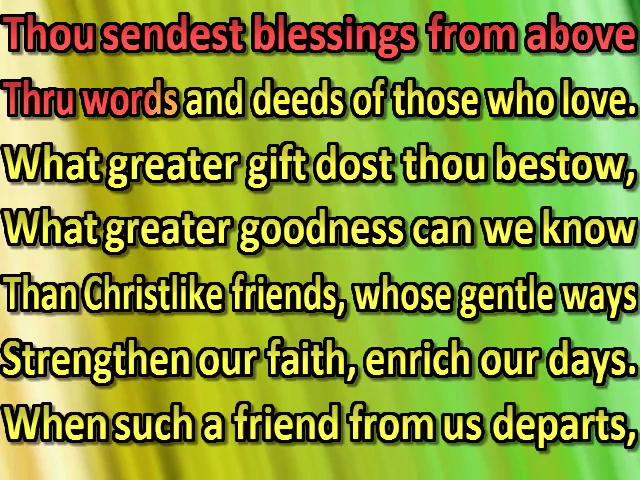 Thou sendest blessings from above
Thru words and deeds of those who love.
What greater gift dost thou bestow,
What greater goodness can we know
Than Christlike friends, whose gentle ways
Strengthen our faith, enrich our days.
When such a friend from us departs,